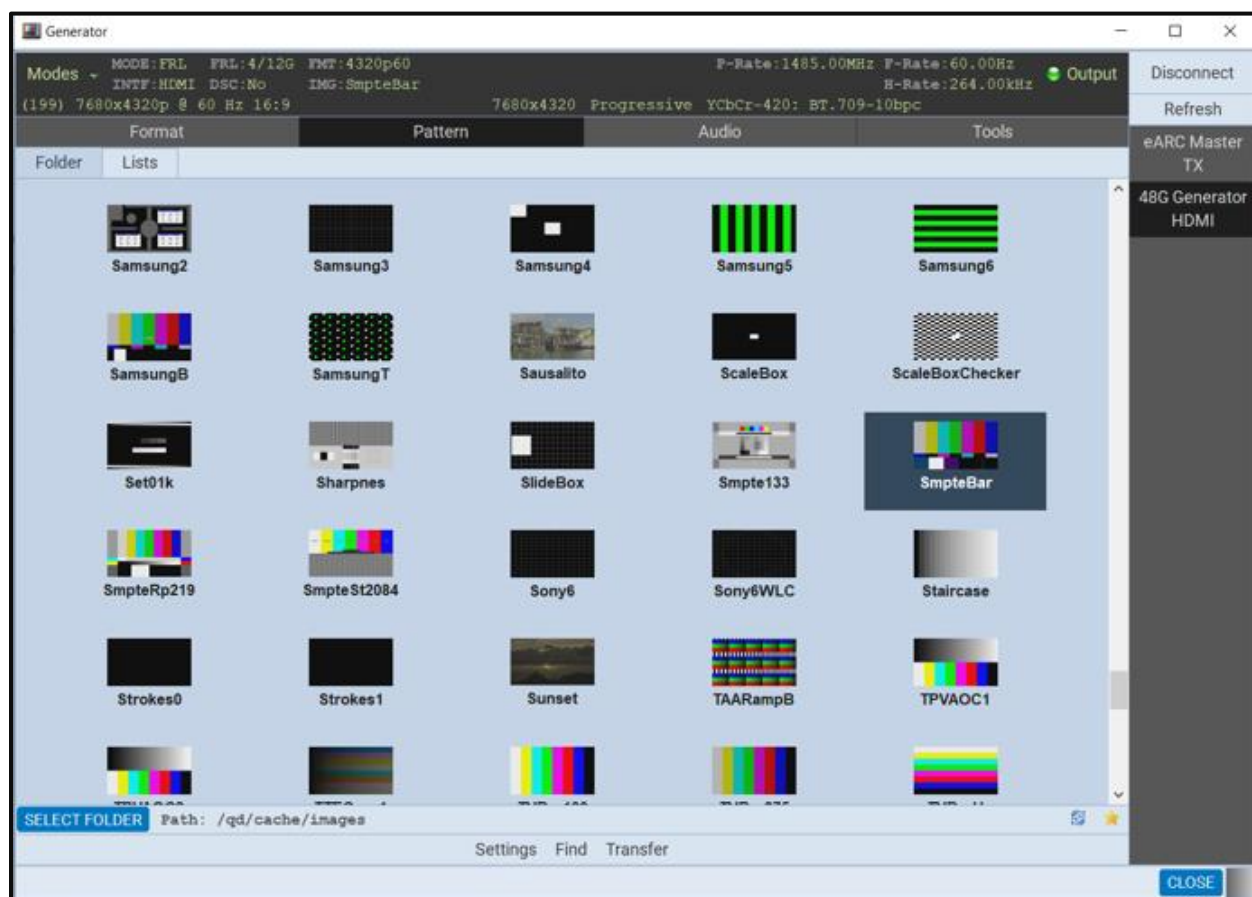 Generator
Modes
MODE:FRL FRL:4/12G FMT:4320p60 P-Rate:1485.00MHz F-Rate:60.00Hz
INTF:HDMI DSC:No IMG:SmpteBar H-Rate:264.00kHz
Output
(199) 7680x4320p @ 60 Hz 16:9 7680x4320 Progressive YCbCr-420: BT.709-10bpc
Disconnect
Refresh
eARC Master
TX
48G Generator
HDMI
Format Pattern Audio Tools
Folder Lists
Samsung2 Samsung3 Samsung4 Samsung5 Samsung6
SamsungB SamsungT Sausalito ScaleBox ScaleBoxChecker
Set01k Sharpnes SlideBox Smpte133 SmpteBar
SmpteRp219 SmpteSt2084 Sony6 Sony6WLC Staircase
Strokes0 Strokes1 Sunset TAARampB TPVAOC1
SELECT FOLDER Path: /qd/cache/images
Settings Find Transfer
CLOSE